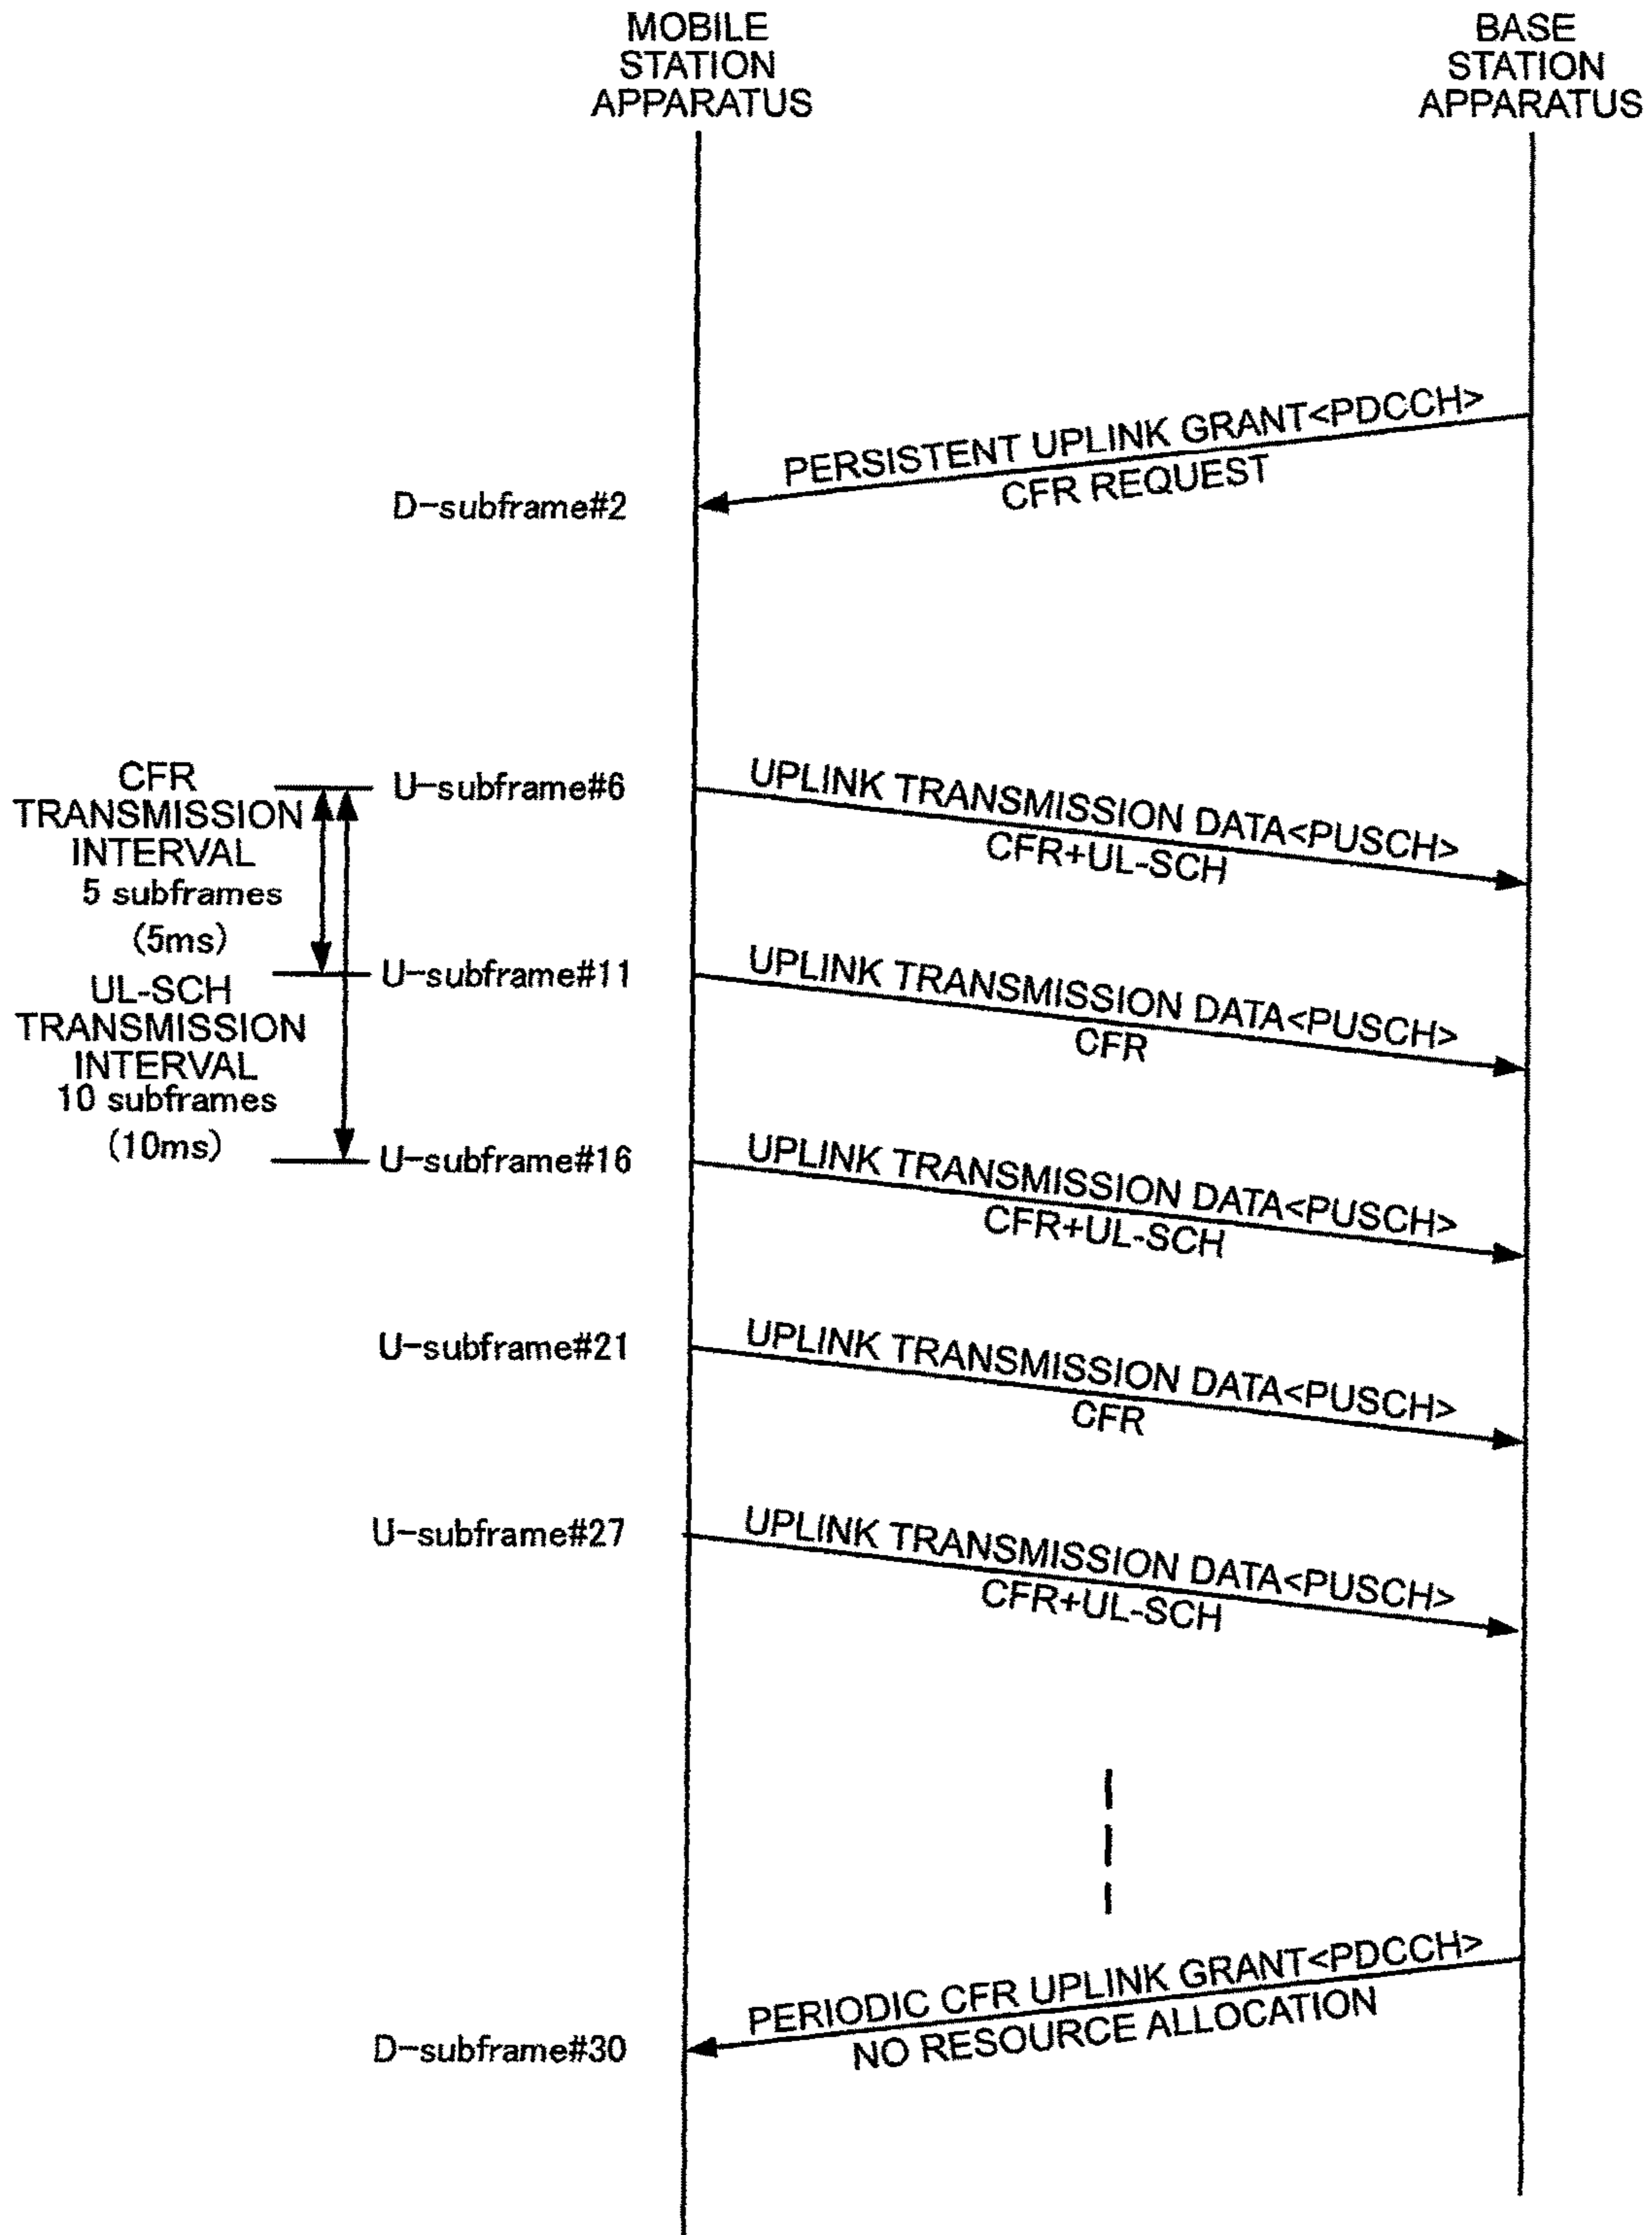 MOBILE
STATION
APPARATUS
BASE
STATION
APPARATUS
PERSISTENT UPLINK GRANT<PDCCH>
CFR REQUEST
D-subframe#2
CFR
TRANSMISSION
INTERVAL
5 subframes
(5ms)
U-subframe#6
UPLINK TRANSMISSION DATA<PUSCH>
CFR+UL-SCH
UL-SCH
TRANSMISSION
INTERVAL
10 subframes
(10ms)
U-subframe#11
UPLINK TRANSMISSION DATA<PUSCH>
CFR
U-subframe#16
UPLINK TRANSMISSION DATA<PUSCH>
CFR+UL-SCH
U-subframe#21
UPLINK TRANSMISSION DATA<PUSCH>
CFR
U-subframe#27
UPLINK TRANSMISSION DATA<PUSCH>
CFR+UL-SCH
PERIODIC CFR UPLINK GRANT<PDCCH>
NO RESOURCE ALLOCATION
D-subframe#30